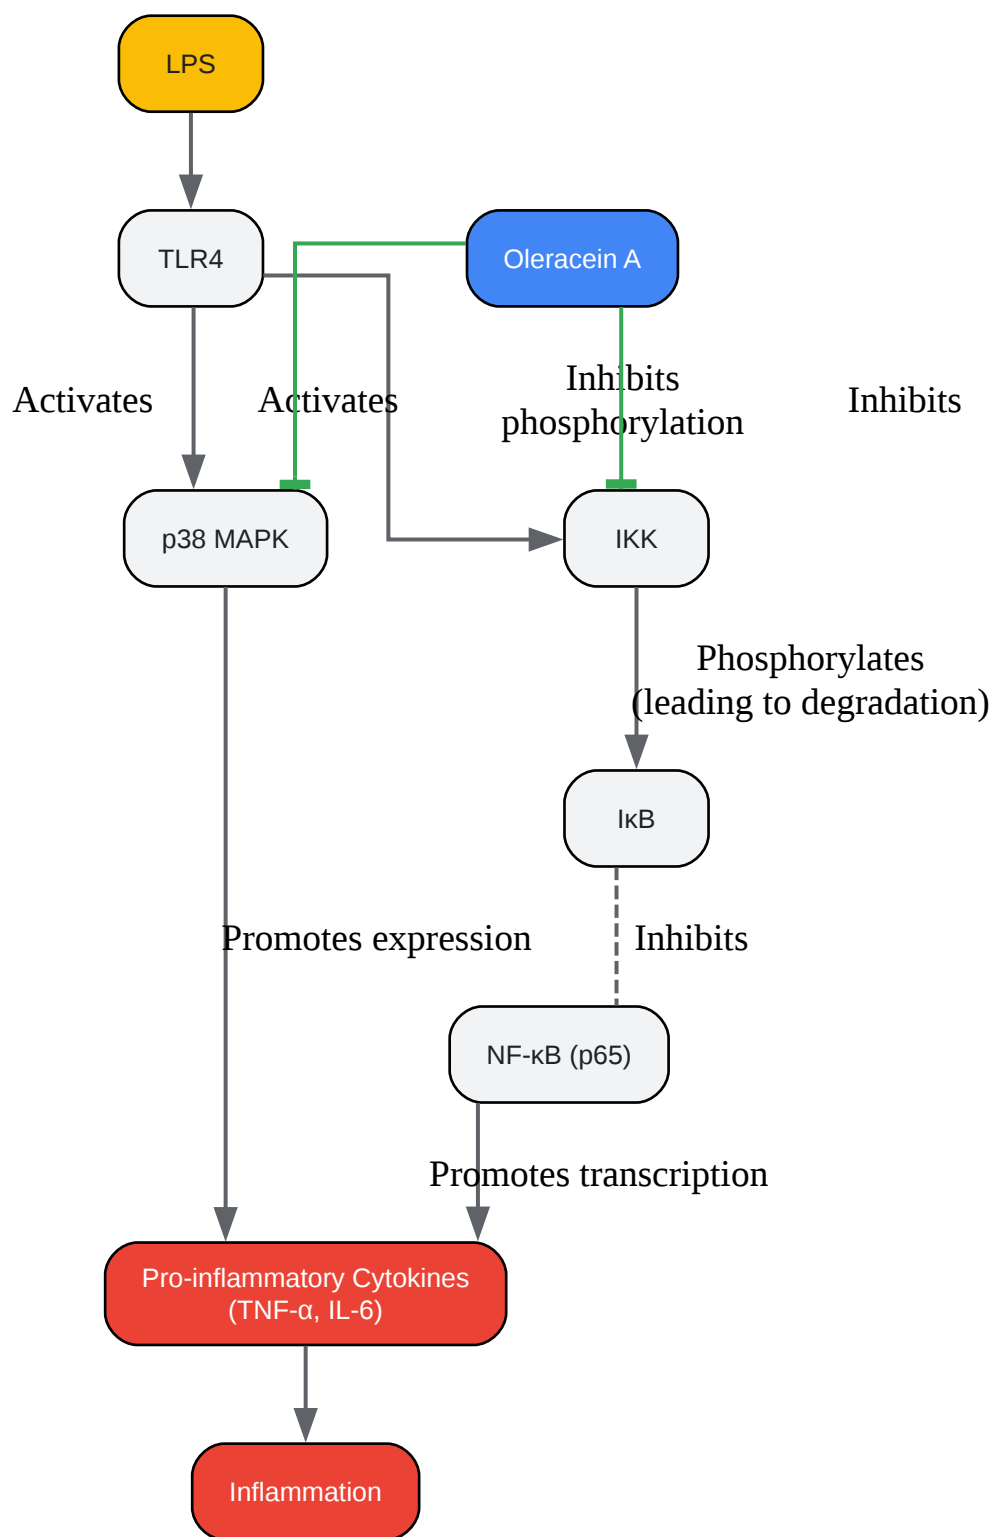 LPS
TLR4
Oleracein A
Activates
Activates
Inhibits
phosphorylation
Inhibits
p38 MAPK
IKK
Phosphorylates
(leading to degradation)
IκB
Promotes expression
Inhibits
NF-κB (p65)
Promotes transcription
Pro-inflammatory Cytokines
(TNF-α, IL-6)
Inflammation